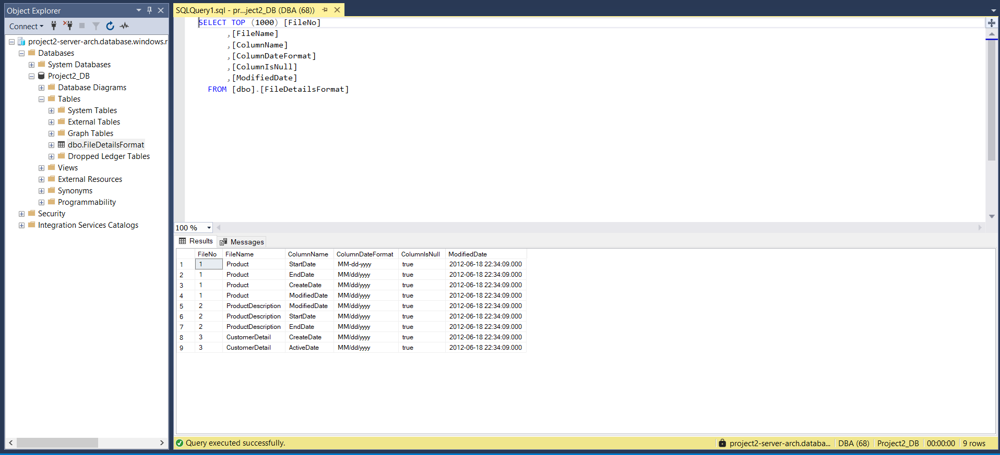 Object Explorer
Connect
project2-server-arch.database.windows.r
Databases
System Databases
Project2_DB
Database Diagrams
Tables
System Tables
External Tables
Graph Tables
dbo.FileDetailsFormat
Dropped Ledger Tables
Views
External Resources
Synonyms
Programmability
Security
Integration Services Catalogs
SQLQuery1.sql - pr...ject2_DB (DBA (68))
SELECT TOP (1000) [FileNo]
,[FileName]
,[ColumnName]
,[ColumnDateFormat]
,[ColumnIsNull]
,[ModifiedDate]
FROM [dbo].[FileDetailsFormat]
100 %
Results Messages
FileNo FileName ColumnName ColumnDateFormat ColumnIsNull ModifiedDate
1 1 Product StartDate MM-dd-yyyy true 2012-06-18 22:34:09.000
2 1 Product EndDate MM/dd/yyyy true 2012-06-18 22:34:09.000
3 1 Product CreateDate MM/dd/yyyy true 2012-06-18 22:34:09.000
4 1 Product ModifiedDate MM/dd/yyyy true 2012-06-18 22:34:09.000
5 2 ProductDescription ModifiedDate MM/dd/yyyy true 2012-06-18 22:34:09.000
6 2 ProductDescription StartDate MM/dd/yyyy true 2012-06-18 22:34:09.000
7 2 ProductDescription EndDate MM/dd/yyyy true 2012-06-18 22:34:09.000
8 3 CustomerDetail CreateDate MM/dd/yyyy true 2012-06-18 22:34:09.000
9 3 CustomerDetail ActiveDate MM/dd/yyyy true 2012-06-18 22:34:09.000
Query executed successfully.
project2-server-arch.databa... DBA (68) Project2_DB 00:00:00 9 rows